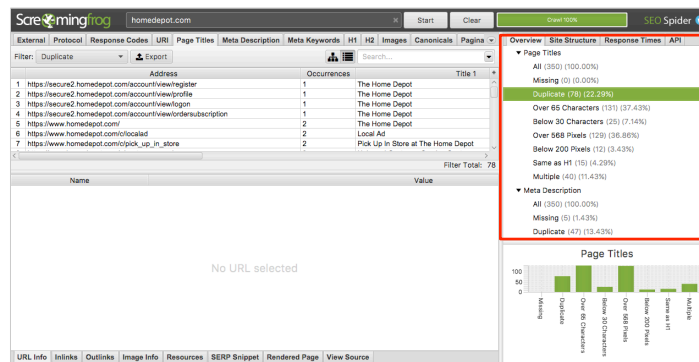 Screamingfrog homedepot.com × Start Clear Crawl 100% SEO Spider
External Protocol Response Codes URI Page Titles Meta Description Meta Keywords H1 H2 Images Canonicals Pagina
Overview Site Structure Response Times API
Filter: Duplicate Export Search...
Address Occurrences Title 1
1 https://secure2.homedepot.com/account/view/register 1 The Home Depot
2 https://secure2.homedepot.com/account/view/profile 1 The Home Depot
3 https://secure2.homedepot.com/account/view/logon 1 The Home Depot
4 https://secure2.homedepot.com/account/view/ordersubscription 1 The Home Depot
5 https://www.homedepot.com/ 2 The Home Depot
6 https://www.homedepot.com/c/localad 2 Local Ad
7 https://www.homedepot.com/c/pick_up_in_store 2 Pick Up In Store at The Home Depot
Filter Total: 78
Name Value
No URL selected
URL Info Inlinks Outlinks Image Info Resources SERP Snippet Rendered Page View Source
Page Titles
All (350) (100.00%)
Missing (0) (0.00%)
Duplicate (78) (22.29%)
Over 65 Characters (131) (37.43%)
Below 30 Characters (25) (7.14%)
Over 568 Pixels (129) (36.86%)
Below 200 Pixels (12) (3.43%)
Same as H1 (15) (4.29%)
Multiple (40) (11.43%)
Meta Description
All (350) (100.00%)
Missing (5) (1.43%)
Duplicate (47) (13.43%)
Page Titles
100
50
0
Missing
Duplicate
Over 65 Characters
Below 30 Characters
Over 568 Pixels
Below 200 Pixels
Same as H1
Multiple